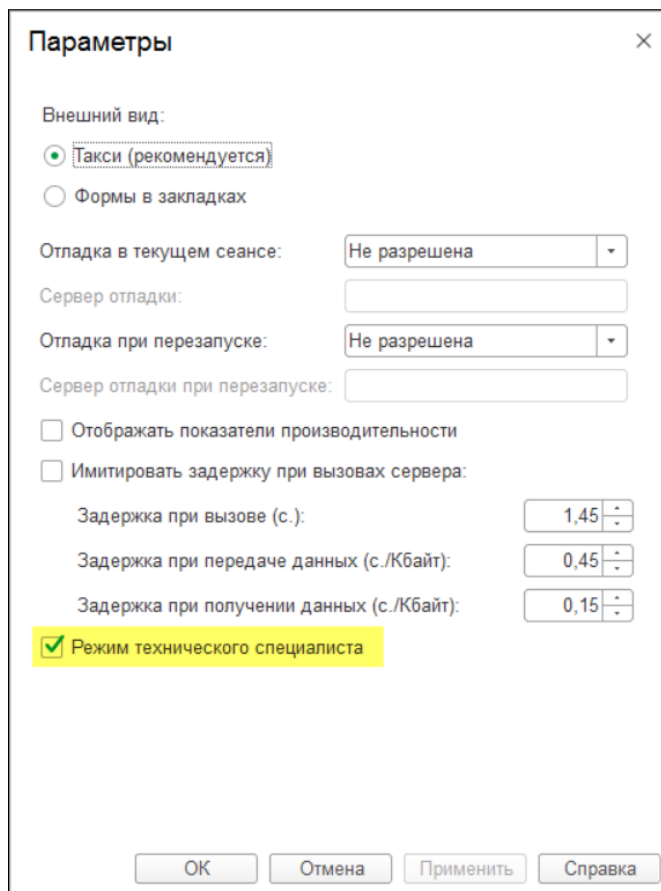 Параметры
Внешний вид:
Такси (рекомендуется)
Формы в закладках
Отладка в текущем сеансе: Не разрешена
Сервер отладки:
Отладка при перезапуске: Не разрешена
Сервер отладки при перезапуске:
Отображать показатели производительности
Имитировать задержку при вызовах сервера:
Задержка при вызове (с.): 1,45
Задержка при передаче данных (с./Кбайт): 0,45
Задержка при получении данных (с./Кбайт): 0,15
Режим технического специалиста
ОК Отмена Применить Справка